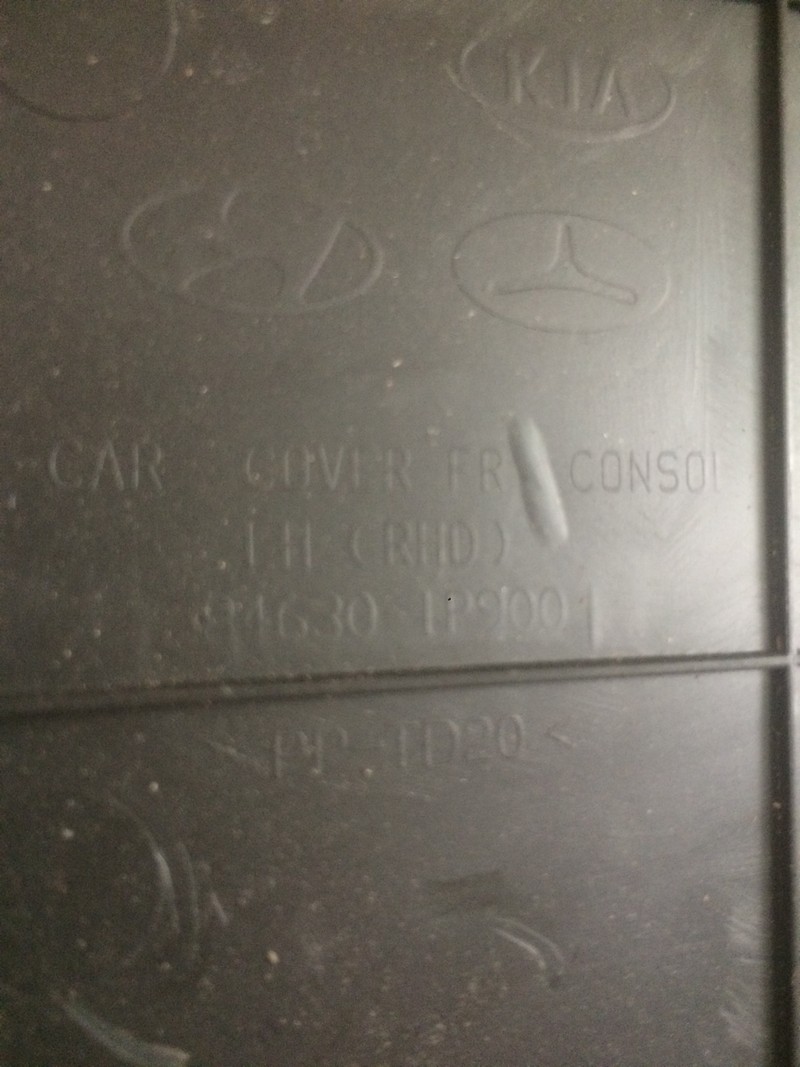 KIA
CAR COVER FR CONSOL
LH (RHD)
84630-1P900
PP-TD20